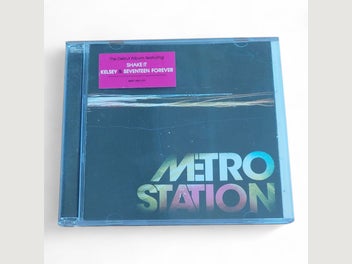 The Debut Album featuring
SHAKE IT
KELSEY & SEVENTEEN FOREVER
METRO
STATION